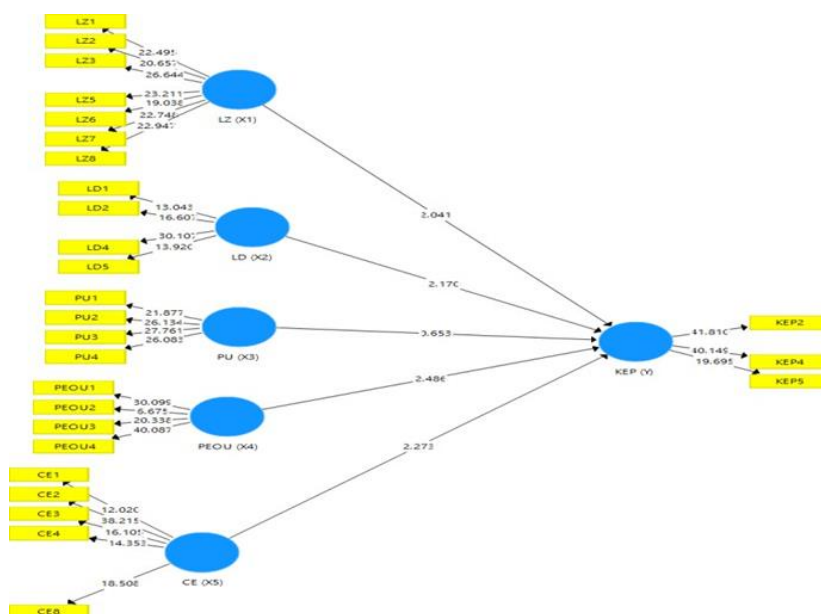 LZ1
LZ2
LZ3
LZ5
LZ6
LZ7
LZ8
22.495
20.657
26.644
23.211
19.038
22.748
22.947
LZ (X1)
2.041
LD1
LD2
LD4
LD5
13.043
16.607
30.107
13.920
LD (X2)
2.170
PU1
PU2
PU3
PU4
21.877
26.134
27.761
26.083
PU (X3)
0.653
PEOU1
PEOU2
PEOU3
PEOU4
30.099
6.675
20.338
40.087
PEOU (X4)
2.486
CE1
CE2
CE3
CE4
CE8
12.020
38.215
16.105
14.353
18.508
CE (X5)
2.273
KEP (Y)
41.810
40.149
19.695
KEP2
KEP4
KEP5